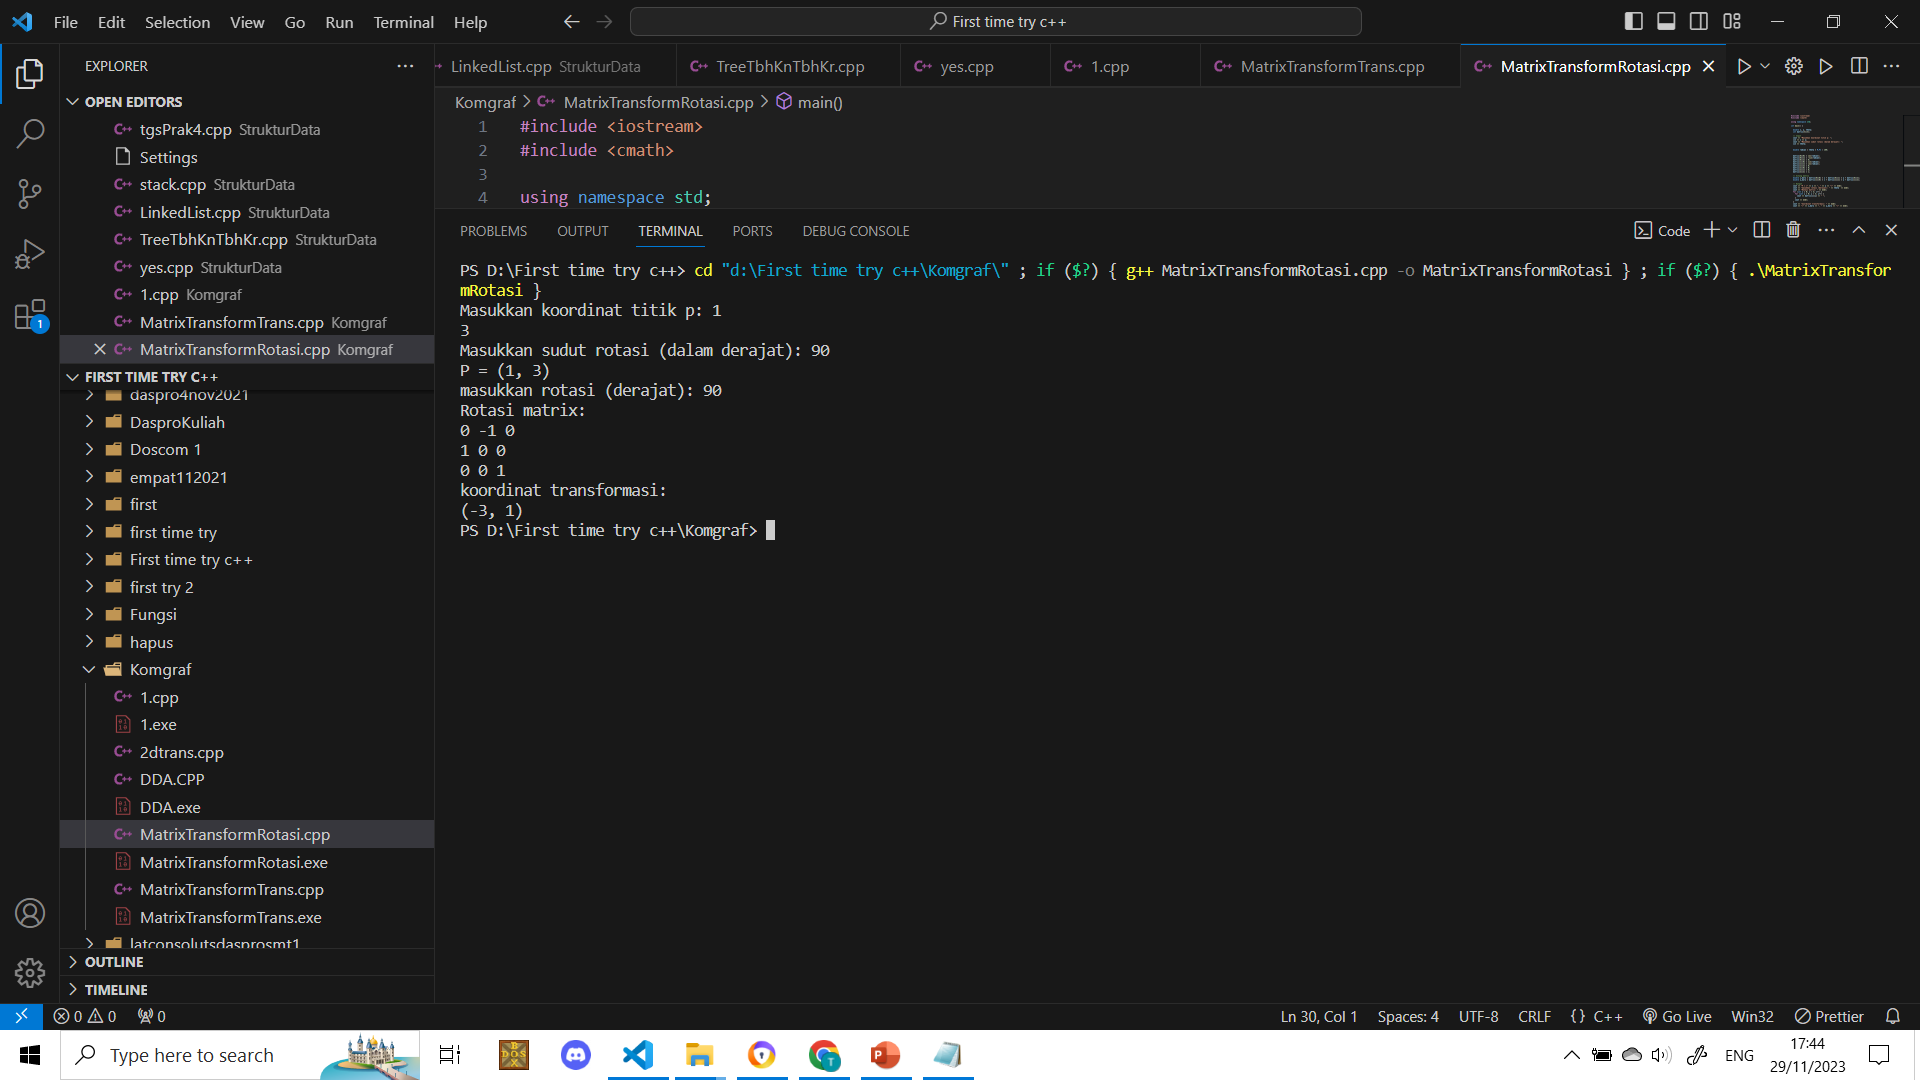 File Edit Selection View Go Run Terminal Help
First time try c++
EXPLORER
OPEN EDITORS
tgsPrak4.cpp StrukturData
Settings
stack.cpp StrukturData
LinkedList.cpp StrukturData
TreeTbhKnTbhKr.cpp StrukturData
yes.cpp StrukturData
1.cpp Komgraf
MatrixTransformTrans.cpp Komgraf
MatrixTransformRotasi.cpp Komgraf
FIRST TIME TRY C++
daspro4nov2021
DasproKuliah
Doscom 1
empat112021
first
first time try
First time try c++
first try 2
Fungsi
hapus
Komgraf
1.cpp
1.exe
2dtrans.cpp
DDA.CPP
DDA.exe
MatrixTransformRotasi.cpp
MatrixTransformRotasi.exe
MatrixTransformTrans.cpp
MatrixTransformTrans.exe
latconsolutsdasprosmt1
OUTLINE
TIMELINE
LinkedList.cpp StrukturData
TreeTbhKnTbhKr.cpp
yes.cpp
1.cpp
MatrixTransformTrans.cpp
MatrixTransformRotasi.cpp
Komgraf > MatrixTransformRotasi.cpp > main()
1 #include <iostream>
2 #include <cmath>
3
4 using namespace std;
PROBLEMS OUTPUT TERMINAL PORTS DEBUG CONSOLE
Code
PS D:\First time try c++> cd "d:\First time try c++\Komgraf\" ; if ($?) { g++ MatrixTransformRotasi.cpp -o MatrixTransformRotasi } ; if ($?) { .\MatrixTransfor
mRotasi }
Masukkan koordinat titik p: 1
3
Masukkan sudut rotasi (dalam derajat): 90
P = (1, 3)
masukkan rotasi (derajat): 90
Rotasi matrix:
0 -1 0
1 0 0
0 0 1
koordinat transformasi:
(-3, 1)
PS D:\First time try c++\Komgraf>
1
0 0 0
Ln 30, Col 1 Spaces: 4 UTF-8 CRLF {} C++ Go Live Win32 Prettier
Type here to search
ENG
17:44
29/11/2023